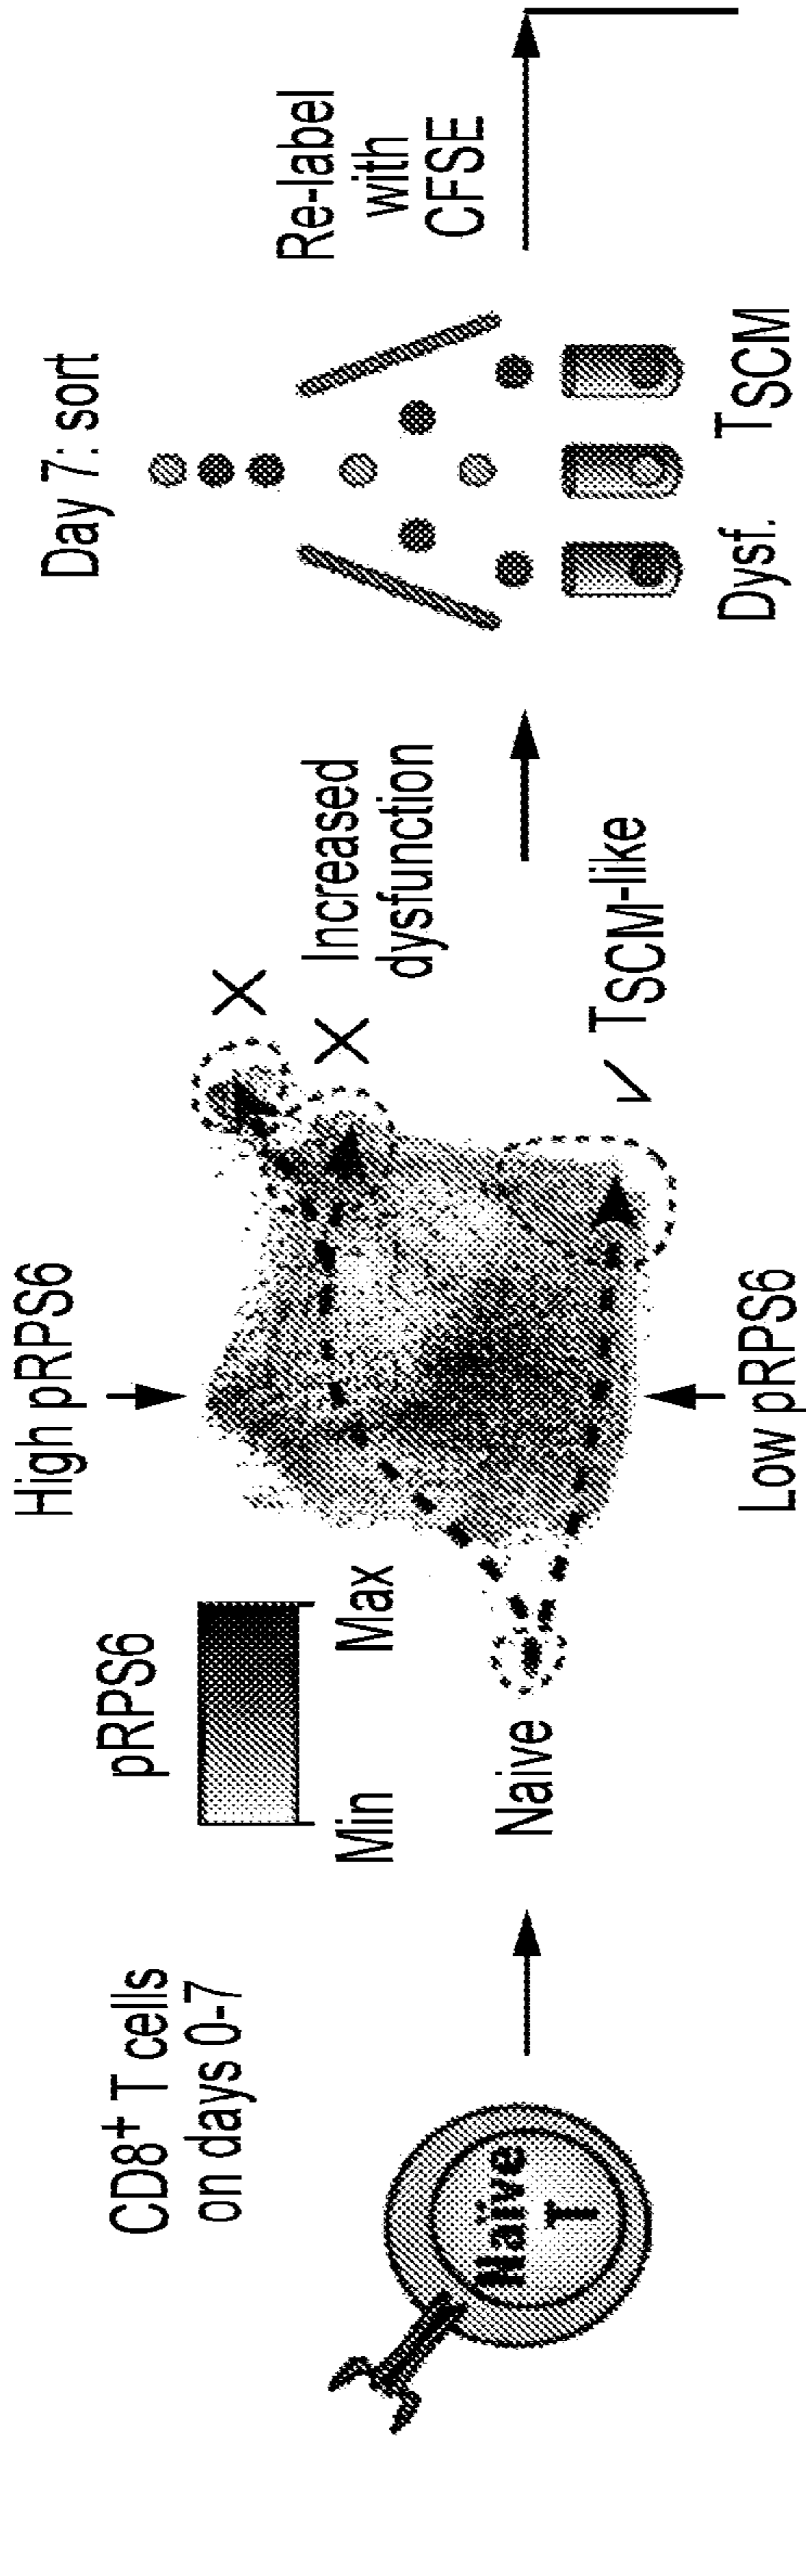 CD8+ T cells
on days 0-7
Naïve
T
pRPS6
Min
Max
Naive
High pRPS6
Low pRPS6
X
X
Increased
dysfunction
✓ TSCM-like
Day 7: sort
Dysf.
TSCM
Re-label
with
CFSE